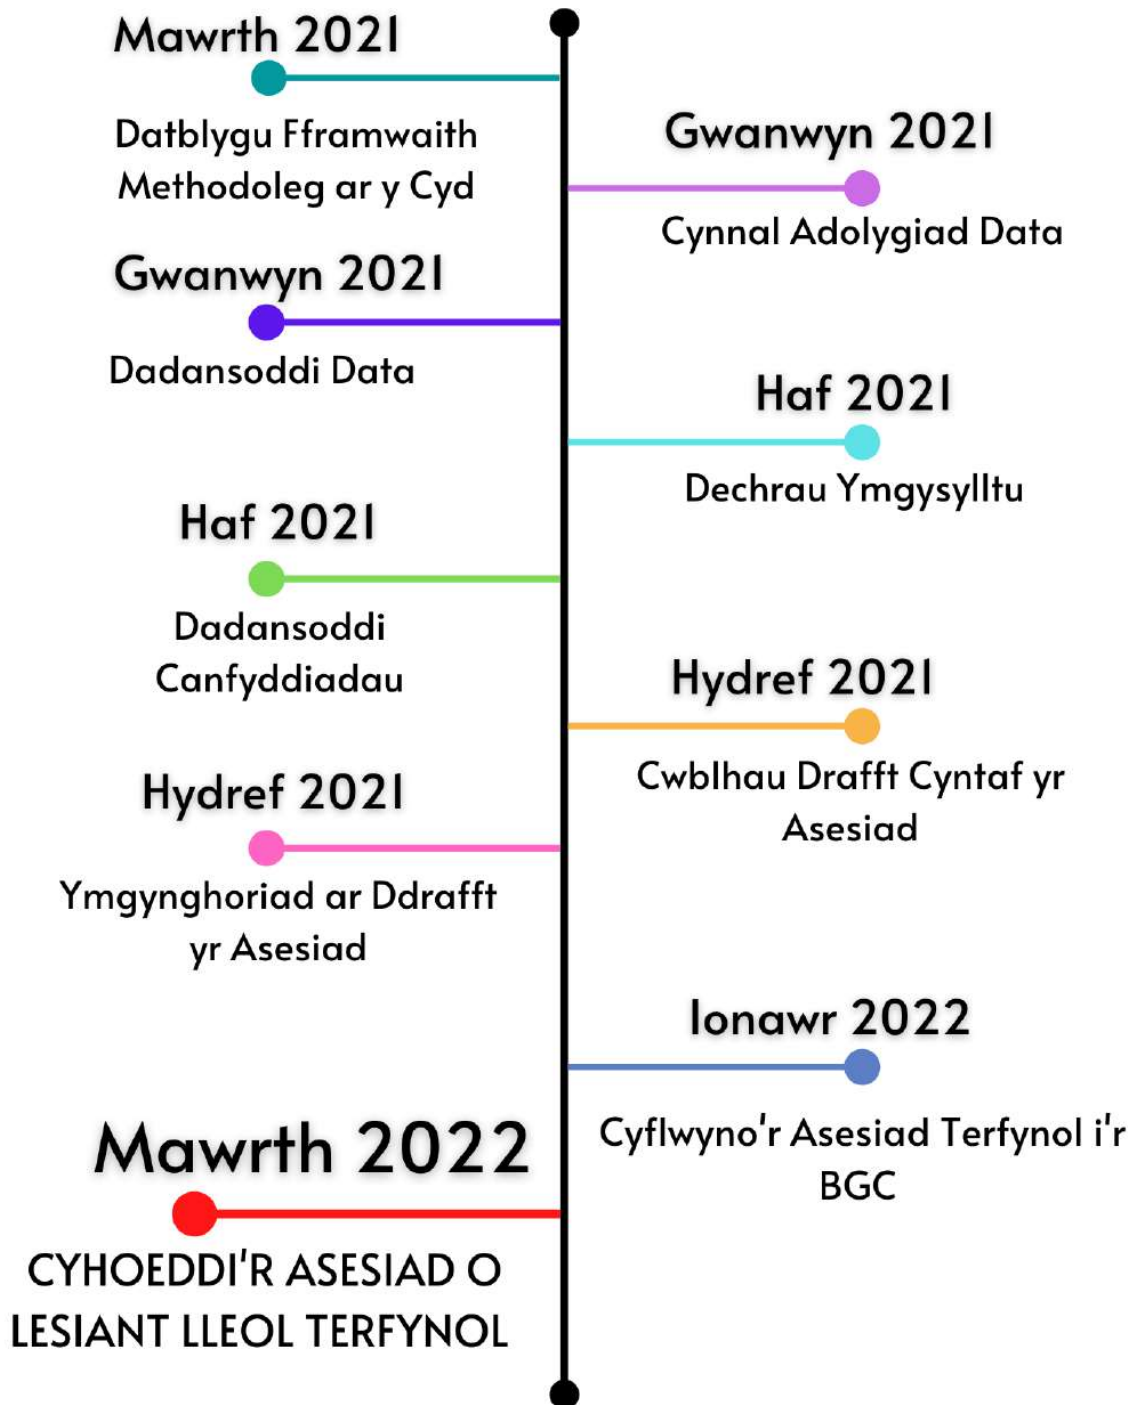 Mawrth 2021
Datblygu Fframwaith
Methodoleg ar y Cyd
Gwanwyn 2021
Cynnal Adolygiad Data
Gwanwyn 2021
Dadansoddi Data
Haf 2021
Dechrau Ymgysylltu
Haf 2021
Dadansoddi
Canfyddiadau
Hydref 2021
Cwblhau Drafft Cyntaf yr
Asesiad
Hydref 2021
Ymgynghoriad ar Ddrafft
yr Asesiad
Ionawr 2022
Cyflwyno'r Asesiad Terfynol i'r
BGC
Mawrth 2022
CYHOEDDI'R ASESIAD O
LESIANT LLEOL TERFYNOL